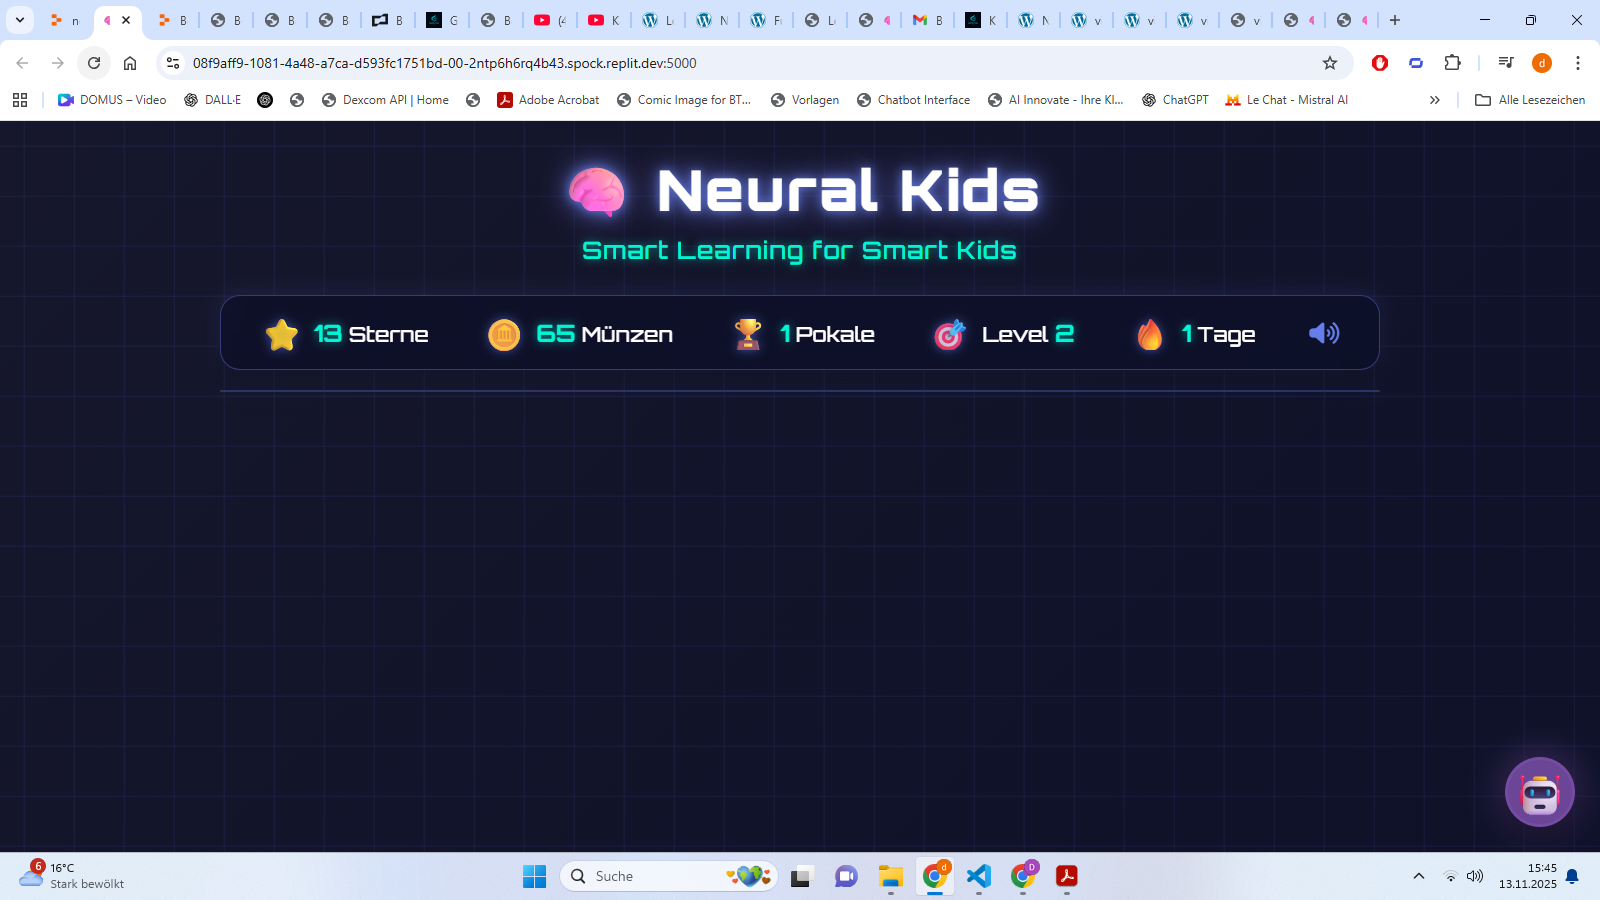 n
B
B
B
B
B
G
B
(4
K
L
N
F
L
B
K
N
v
v
v
v
08f9aff9-1081-4a48-a7ca-d593fc1751bd-00-2ntp6h6rq4b43.spock.replit.dev:5000
d
DOMUS – Video
DALL·E
Dexcom API | Home
Adobe Acrobat
Comic Image for BT...
Vorlagen
Chatbot Interface
AI Innovate - Ihre KI...
ChatGPT
Le Chat - Mistral AI
Alle Lesezeichen
Neural Kids
Smart Learning for Smart Kids
13 Sterne
65 Münzen
1 Pokale
Level 2
1 Tage
6
16°C
Stark bewölkt
Suche
d
D
15:45
13.11.2025